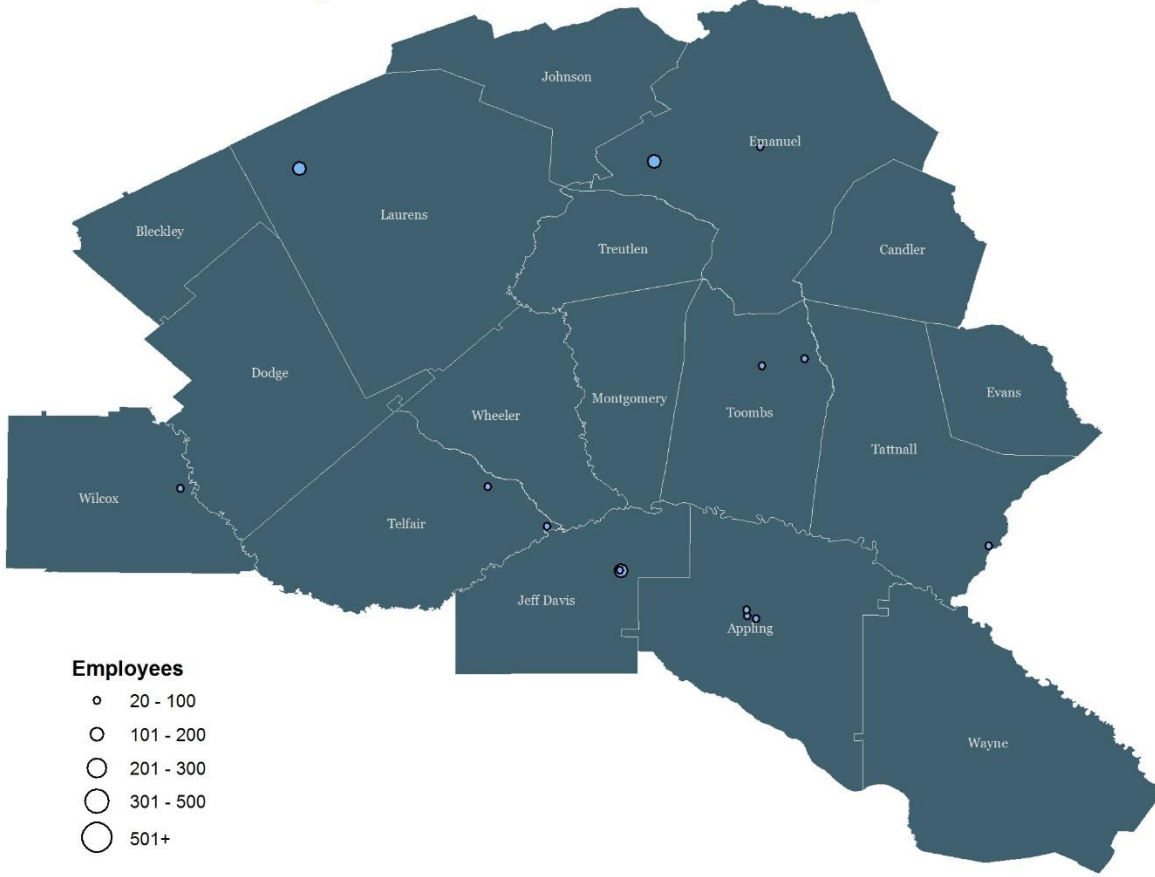 Johnson
Emanuel
Laurens
Bleckley
Treutlen
Candler
Dodge
Wheeler
Montgomery
Toombs
Evans
Tattnall
Wilcox
Telfair
Jeff Davis
Appling
Wayne
Employees
20 - 100
101 - 200
201 - 300
301 - 500
501+